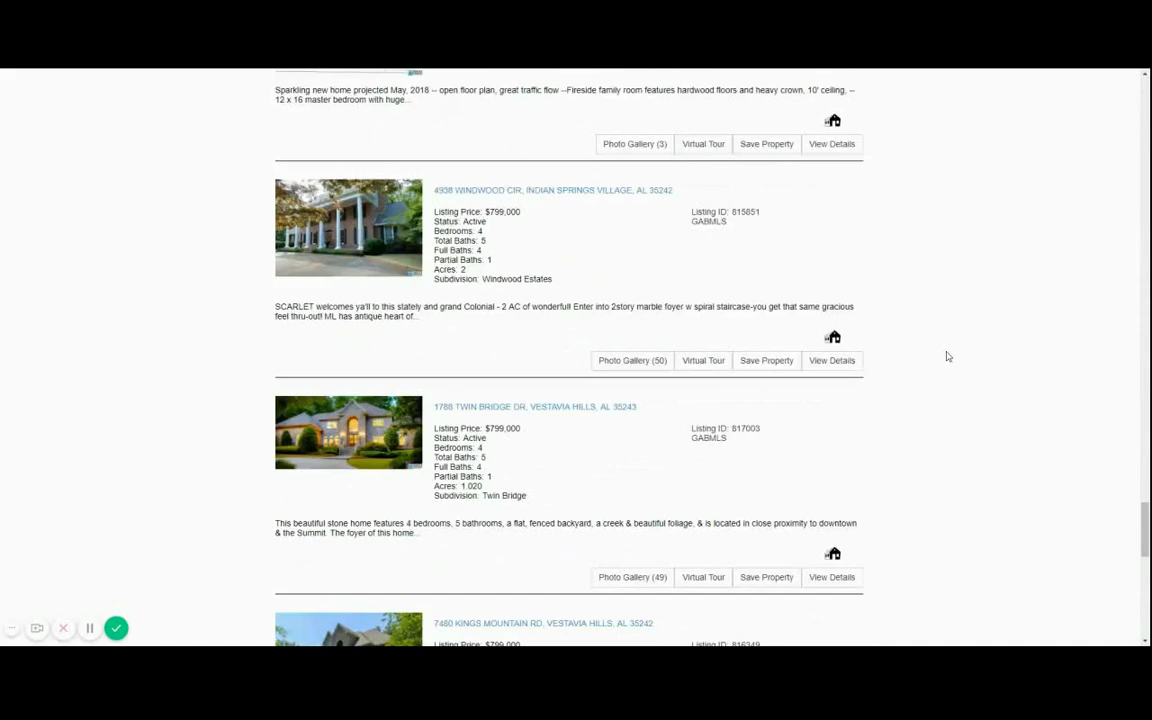 Sparkling new home projected May, 2018 -- open floor plan, great traffic flow --Fireside family room features hardwood floors and heavy crown, 10' ceiling, --
12 x 16 master bedroom with huge...
Photo Gallery (3) Virtual Tour Save Property View Details
4938 WINDWOOD CIR, INDIAN SPRINGS VILLAGE, AL 35242
Listing Price: $799,000 Listing ID: 815851
Status: Active GABMLS
Bedrooms: 4
Total Baths: 5
Full Baths: 4
Partial Baths: 1
Acres: 2
Subdivision: Windwood Estates
SCARLET welcomes ya'll to this stately and grand Colonial - 2 AC of wonderful! Enter into 2story marble foyer w spiral staircase-you get that same gracious
feel thru-out! ML has antique heart of...
Photo Gallery (50) Virtual Tour Save Property View Details
1788 TWIN BRIDGE DR, VESTAVIA HILLS, AL 35243
Listing Price: $799,000 Listing ID: 817003
Status: Active GABMLS
Bedrooms: 4
Total Baths: 5
Full Baths: 4
Partial Baths: 1
Acres: 1.020
Subdivision: Twin Bridge
This beautiful stone home features 4 bedrooms, 5 bathrooms, a flat, fenced backyard, a creek & beautiful foliage, & is located in close proximity to downtown
& the Summit. The foyer of this home...
Photo Gallery (49) Virtual Tour Save Property View Details
7480 KINGS MOUNTAIN RD, VESTAVIA HILLS, AL 35242
Listing Price: $799,000 Listing ID: 816349